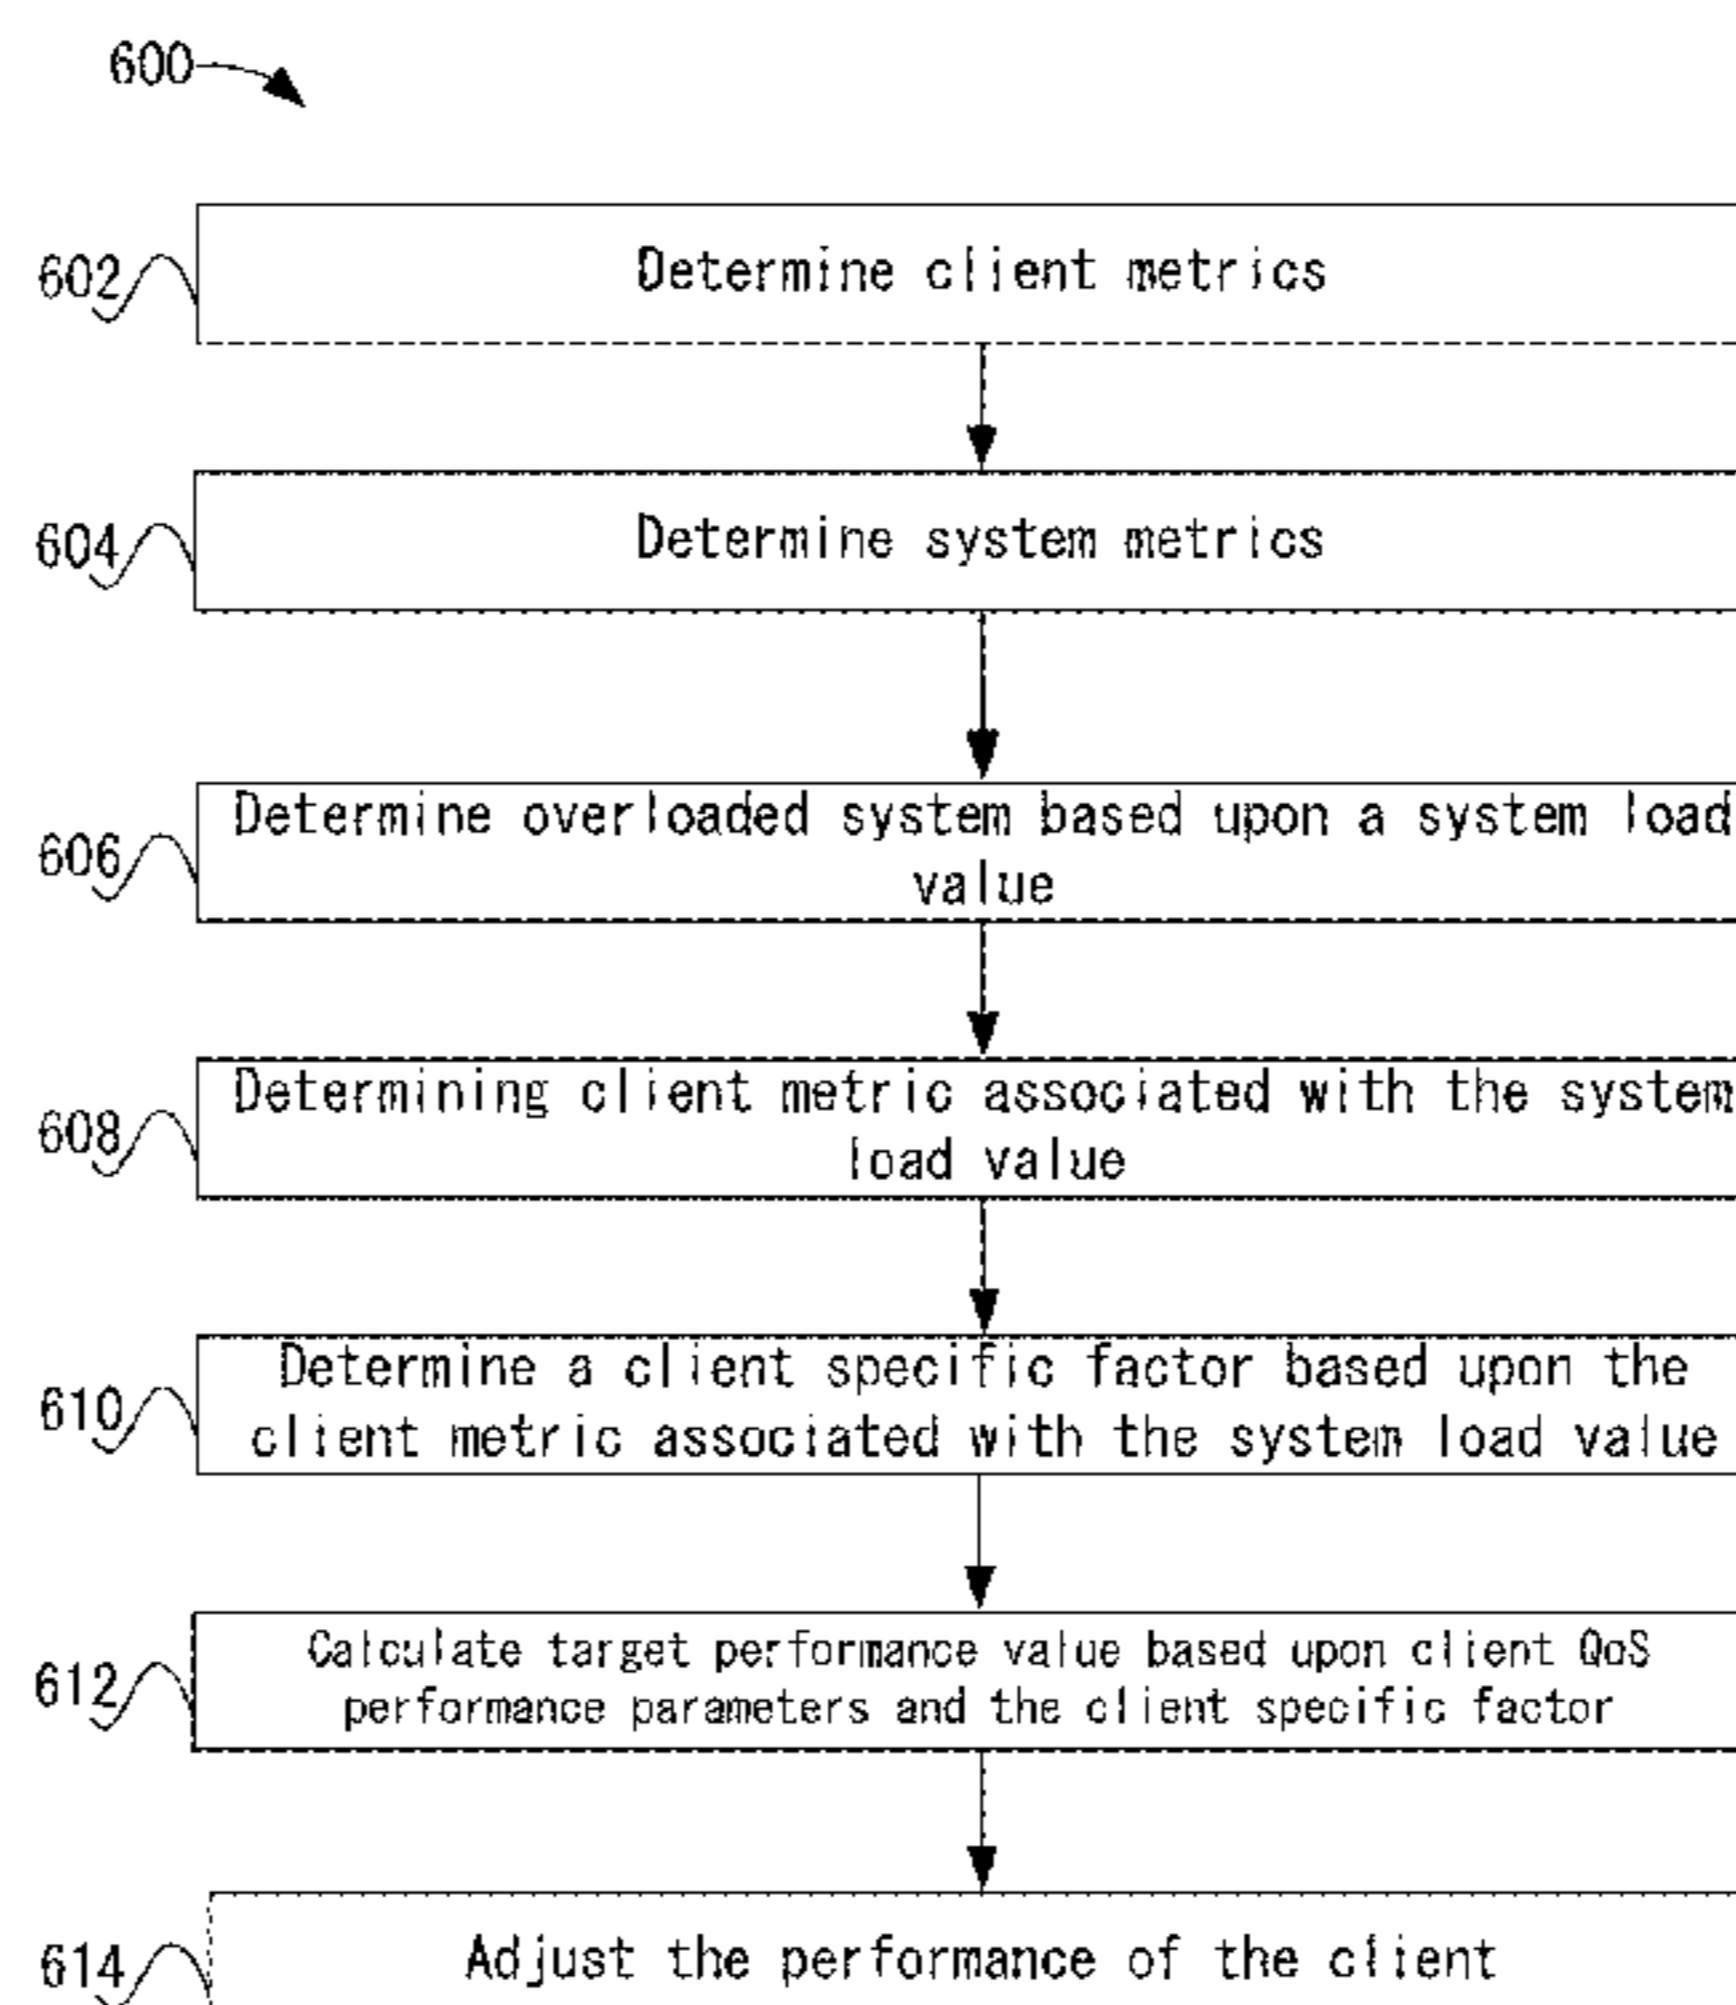 600
602
Determine client metrics
604
Determine system metrics
606
Determine overloaded system based upon a system load
value
608
Determining client metric associated with the system
load value
610
Determine a client specific factor based upon the
client metric associated with the system load value
612
Calculate target performance value based upon client QoS
performance parameters and the client specific factor
614
Adjust the performance of the client